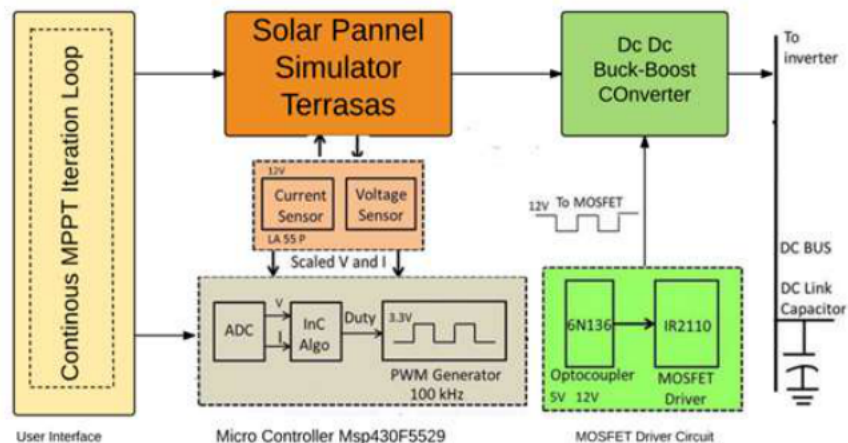 Continous MPPT Iteration Loop
User Interface
Solar Pannel
Simulator
Terrasas
Dc Dc
Buck-Boost
COnverter
To
inverter
12V
Current
Sensor
Voltage
Sensor
LA 55 P
Scaled V and I
12V To MOSFET
ADC
V
I
InC
Algo
Duty
3.3V
PWM Generator
100 kHz
Micro Controller Msp430F5529
6N136
IR2110
Optocoupler
MOSFET
Driver
5V 12V
MOSFET Driver Circuit
DC BUS
DC Link
Capacitor